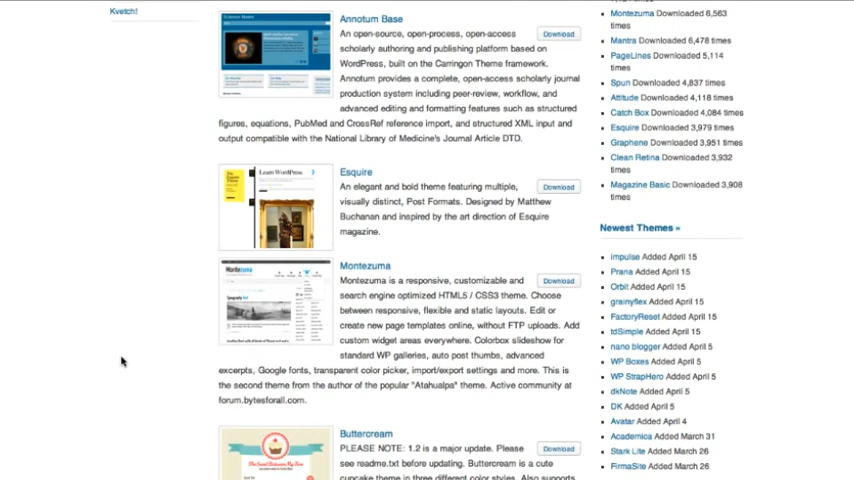 Kvetch!
Annotum Base
Download
An open-source, open-process, open-access
scholarly authoring and publishing platform based on
WordPress, built on the Carringon Theme framework.
Annotum provides a complete, open-access scholarly journal
production system including peer-review, workflow, and
advanced editing and formatting features such as structured
figures, equations, PubMed and CrossRef reference import, and structured XML input and
output compatible with the National Library of Medicine's Journal Article DTD.
Learn WordPress
Esquire
Download
An elegant and bold theme featuring multiple,
visually distinct, Post Formats. Designed by Matthew
Buchanan and inspired by the art direction of Esquire
magazine.
Montezuma
Montezuma
Download
Montezuma is a responsive, customizable and
search engine optimized HTML5 / CSS3 theme. Choose
between responsive, flexible and static layouts. Edit or
create new page templates online, without FTP uploads. Add
custom widget areas everywhere. Colorbox slideshow for
standard WP galleries, auto post thumbs, advanced
excerpts, Google fonts, transparent color picker, import/export settings and more. This is
the second theme from the author of the popular "Atahualpa" theme. Active community at
forum.bytesforall.com.
Buttercream
Download
PLEASE NOTE: 1.2 is a major update. Please
see readme.txt before updating. Buttercream is a cute
cupcake theme in three different color styles. Also supports
Montezuma Downloaded 6,563
times
Mantra Downloaded 6,478 times
PageLines Downloaded 5,114
times
Spun Downloaded 4,837 times
Attitude Downloaded 4,118 times
Catch Box Downloaded 4,084 times
Esquire Downloaded 3,979 times
Graphene Downloaded 3,951 times
Clean Retina Downloaded 3,932
times
Magazine Basic Downloaded 3,908
times
Newest Themes »
impulse Added April 15
Prana Added April 15
Orbit Added April 15
grainyflex Added April 15
FactoryReset Added April 15
tdSimple Added April 15
nano blogger Added April 5
WP Boxes Added April 5
WP StrapHero Added April 5
dkNote Added April 5
DK Added April 5
Avatar Added April 4
Academica Added March 31
Stark Lite Added March 26
FirmaSite Added March 26